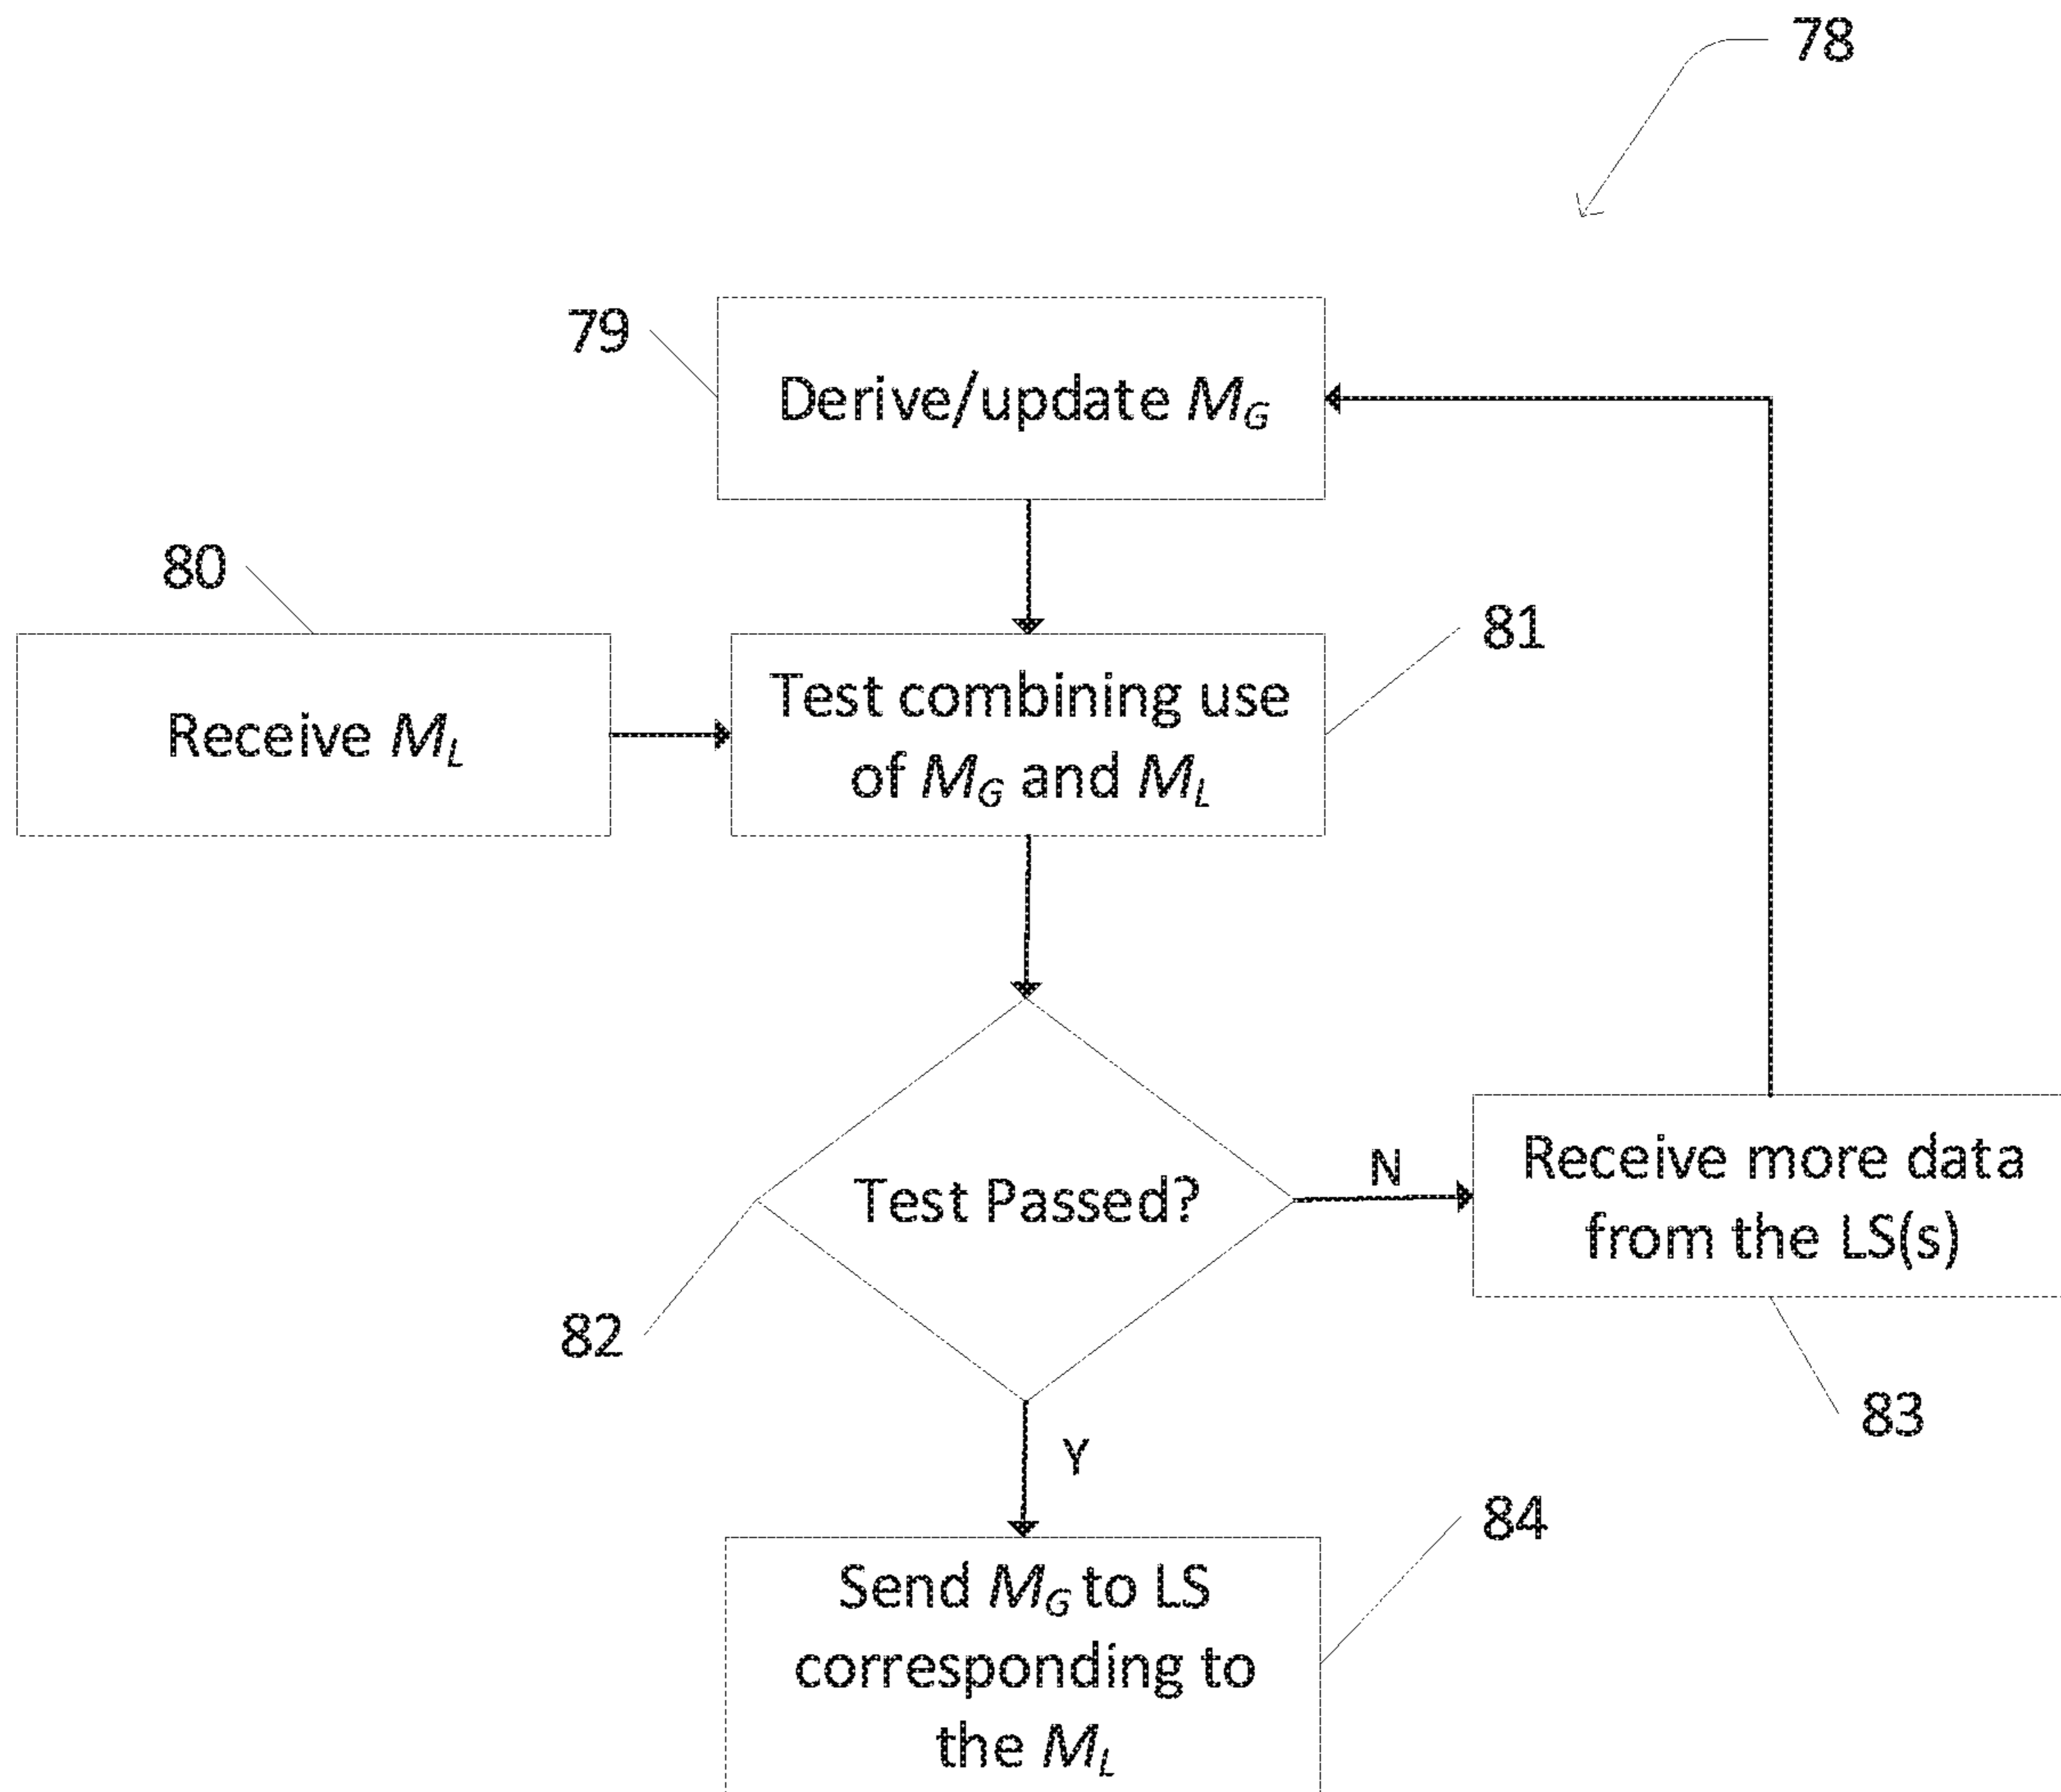 78
79
Derive/update M_G
80
Receive M_L
81
Test combining use
of M_G and M_L
82
Test Passed?
N
Receive more data
from the LS(s)
83
Y
84
Send M_G to LS
corresponding to
the M_L